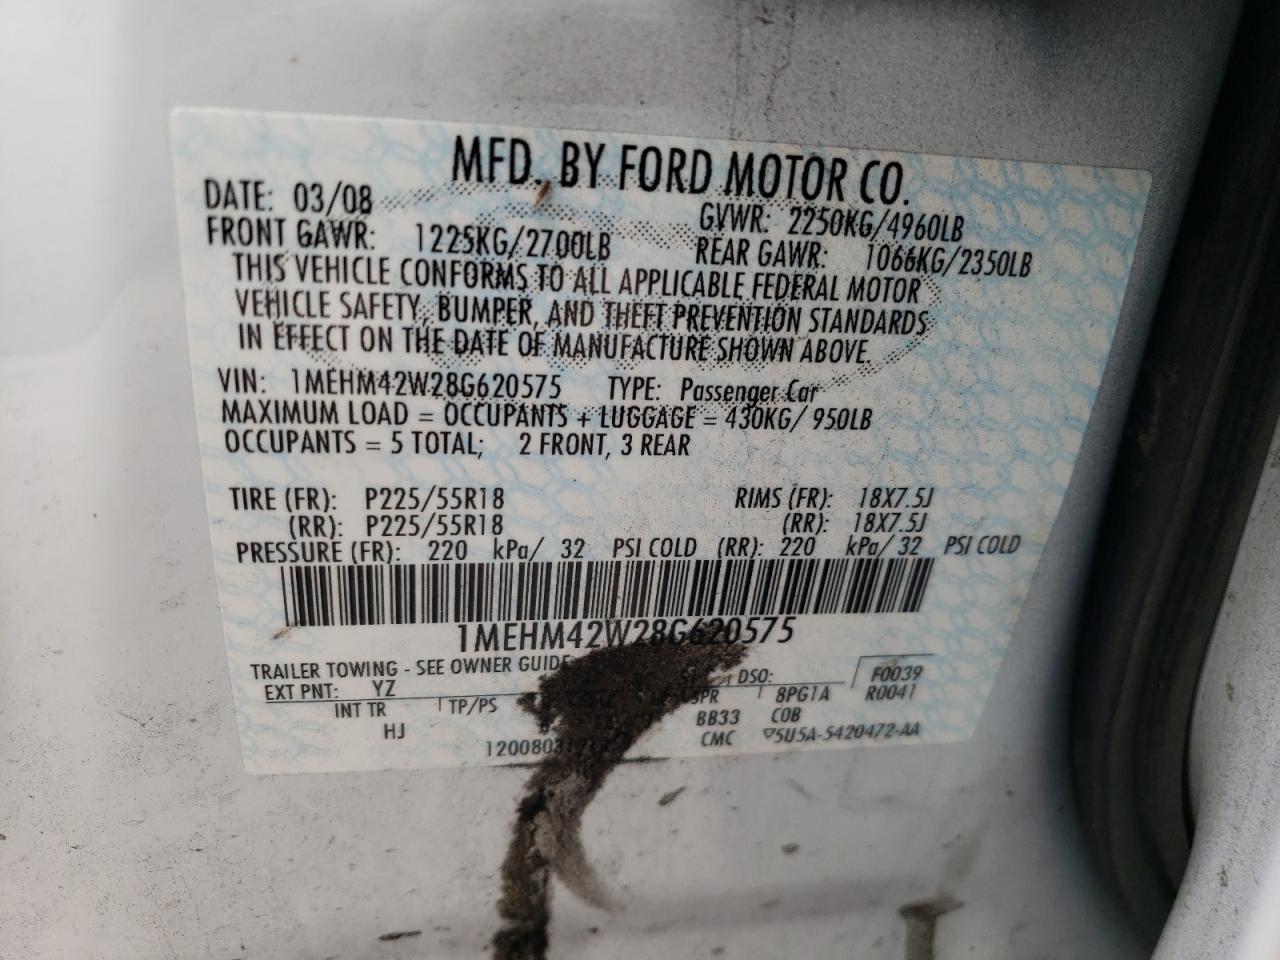 MFD. BY FORD MOTOR CO.
DATE: 03/08 GVWR: 2250KG/4960LB
FRONT GAWR: 1225KG/2700LB REAR GAWR: 1066KG/2350LB
THIS VEHICLE CONFORMS TO ALL APPLICABLE FEDERAL MOTOR
VEHICLE SAFETY, BUMPER, AND THEFT PREVENTION STANDARDS
IN EFFECT ON THE DATE OF MANUFACTURE SHOWN ABOVE.
VIN: 1MEHM42W28G620575 TYPE: Passenger Car
MAXIMUM LOAD = OCCUPANTS + LUGGAGE = 430KG/ 950LB
OCCUPANTS = 5 TOTAL; 2 FRONT, 3 REAR
TIRE (FR): P225/55R18 RIMS (FR): 18X7.5J
(RR): P225/55R18 (RR): 18X7.5J
PRESSURE (FR): 220 kPa/ 32 PSI COLD (RR): 220 kPa/ 32 PSI COLD
1MEHM42W28G620575
TRAILER TOWING - SEE OWNER GUIDE DSO: F0039
EXT PNT: YZ R0041
INT TR TP/PS 8PG1A
HJ BB33 COB
CMC 5U5A-5420472-AA